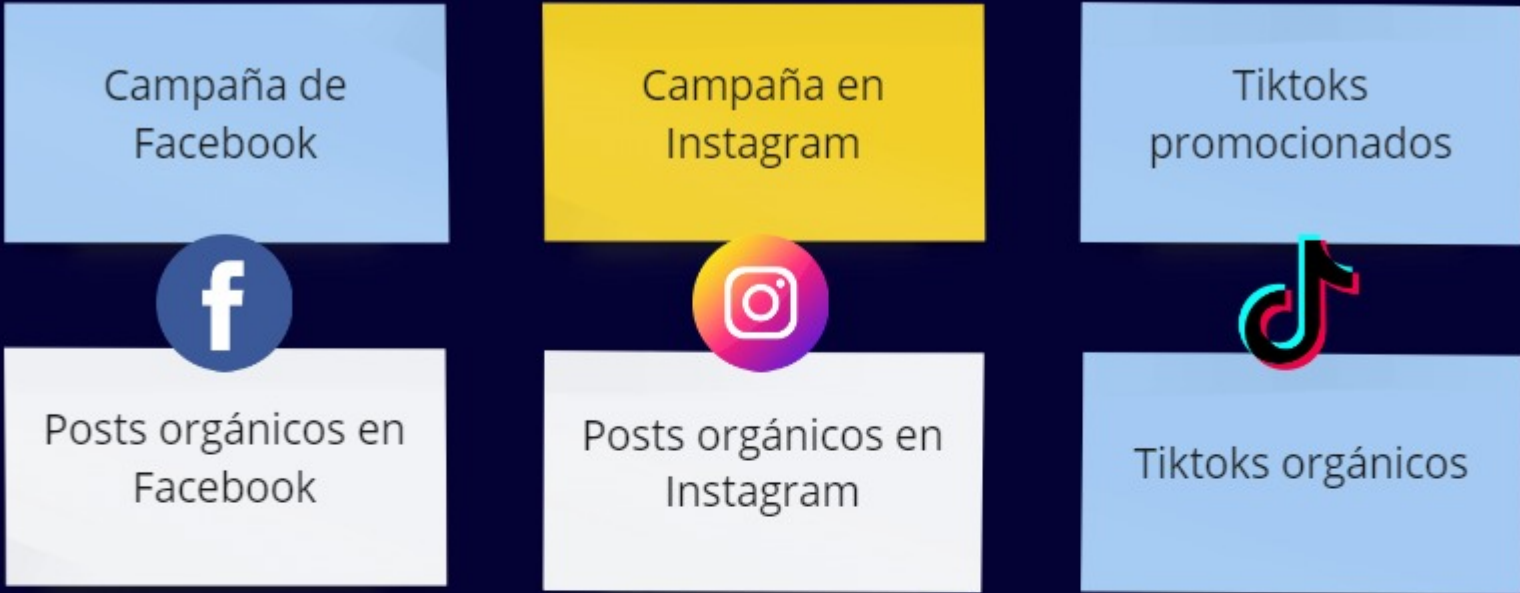 Campaña de
Facebook
Campaña en
Instagram
Tiktoks
promocionados
Posts orgánicos en
Facebook
Posts orgánicos en
Instagram
Tiktoks orgánicos